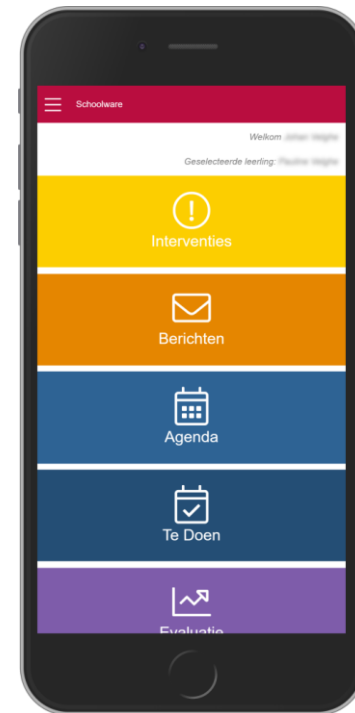 Schoolware
Welkom
Geselecteerde leerling:
Interventies
Berichten
Agenda
Te Doen
Evaluatie